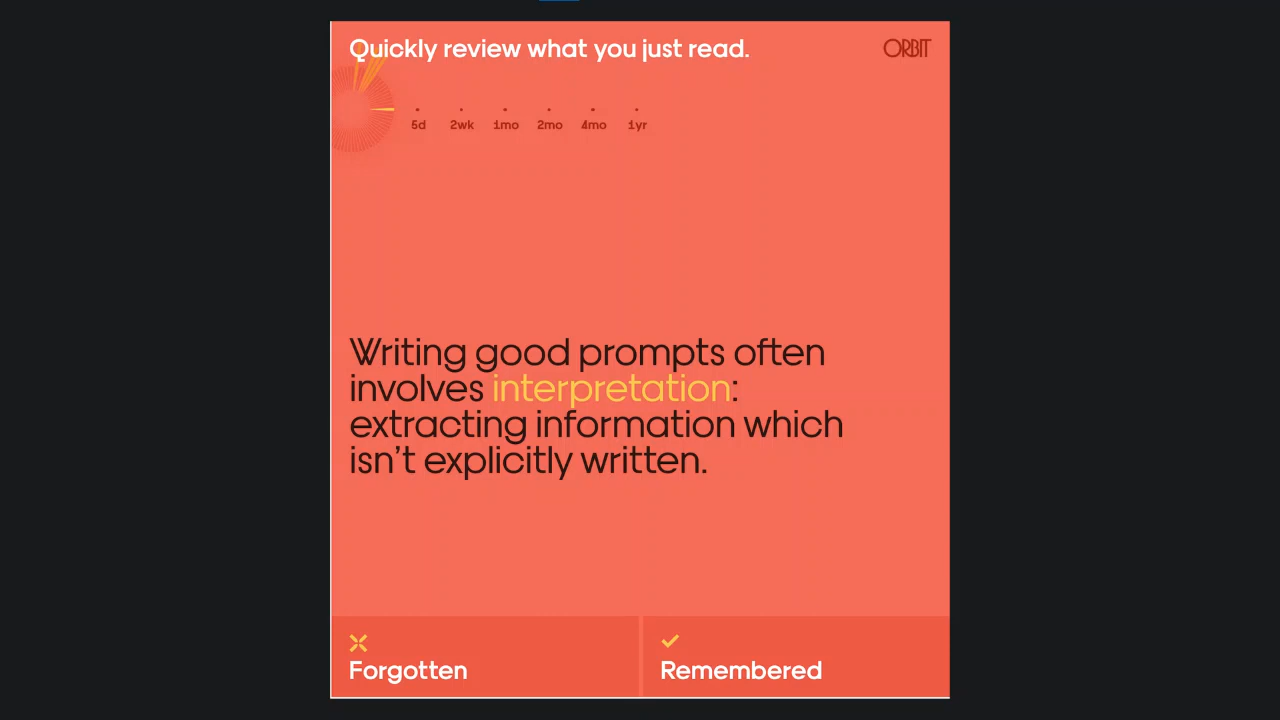 Quickly review what you just read.
ORBIT
5d 2wk 1mo 2mo 4mo 1yr
Writing good prompts often
involves interpretation:
extracting information which
isn’t explicitly written.
Forgotten
Remembered